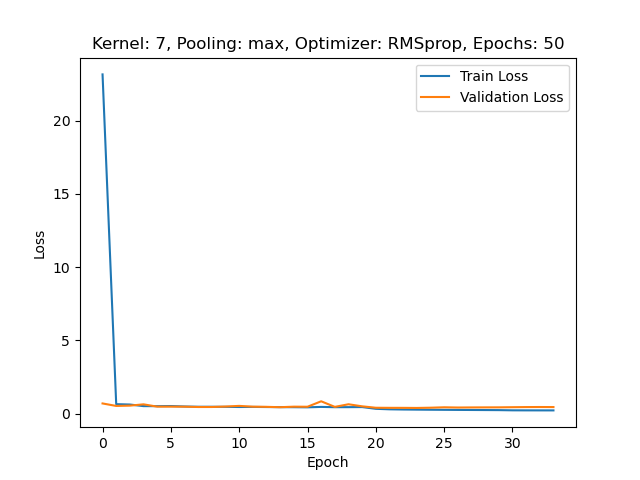 Kernel: 7, Pooling: max, Optimizer: RMSprop, Epochs: 50
Train Loss
Validation Loss
20
15
10
5
0
Loss
0 5 10 15 20 25 30
Epoch